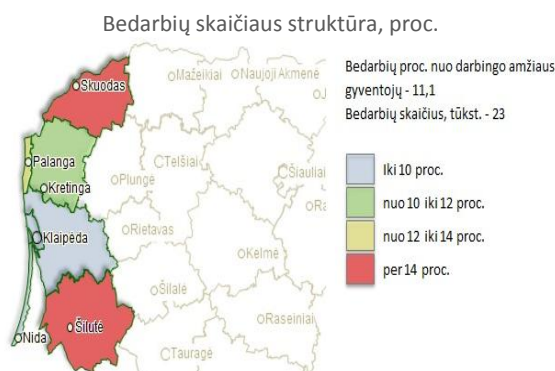 Bedarbių skaičiaus struktūra, proc.
Bedarbių proc. nuo darbingo amžiaus
gyventojų - 11,1
Bedarbių skaičius, tūkst. - 23
Iki 10 proc.
nuo 10 iki 12 proc.
nuo 12 iki 14 proc.
per 14 proc.
Skuodas
Mažeikiai
Naujoji Akmenė
Palanga
Kretinga
Plungė
Telšiai
Šiauliai
Klaipėda
Rietavas
Kelmė
Šilalė
Nida
Šilutė
Raseiniai
Tauragė